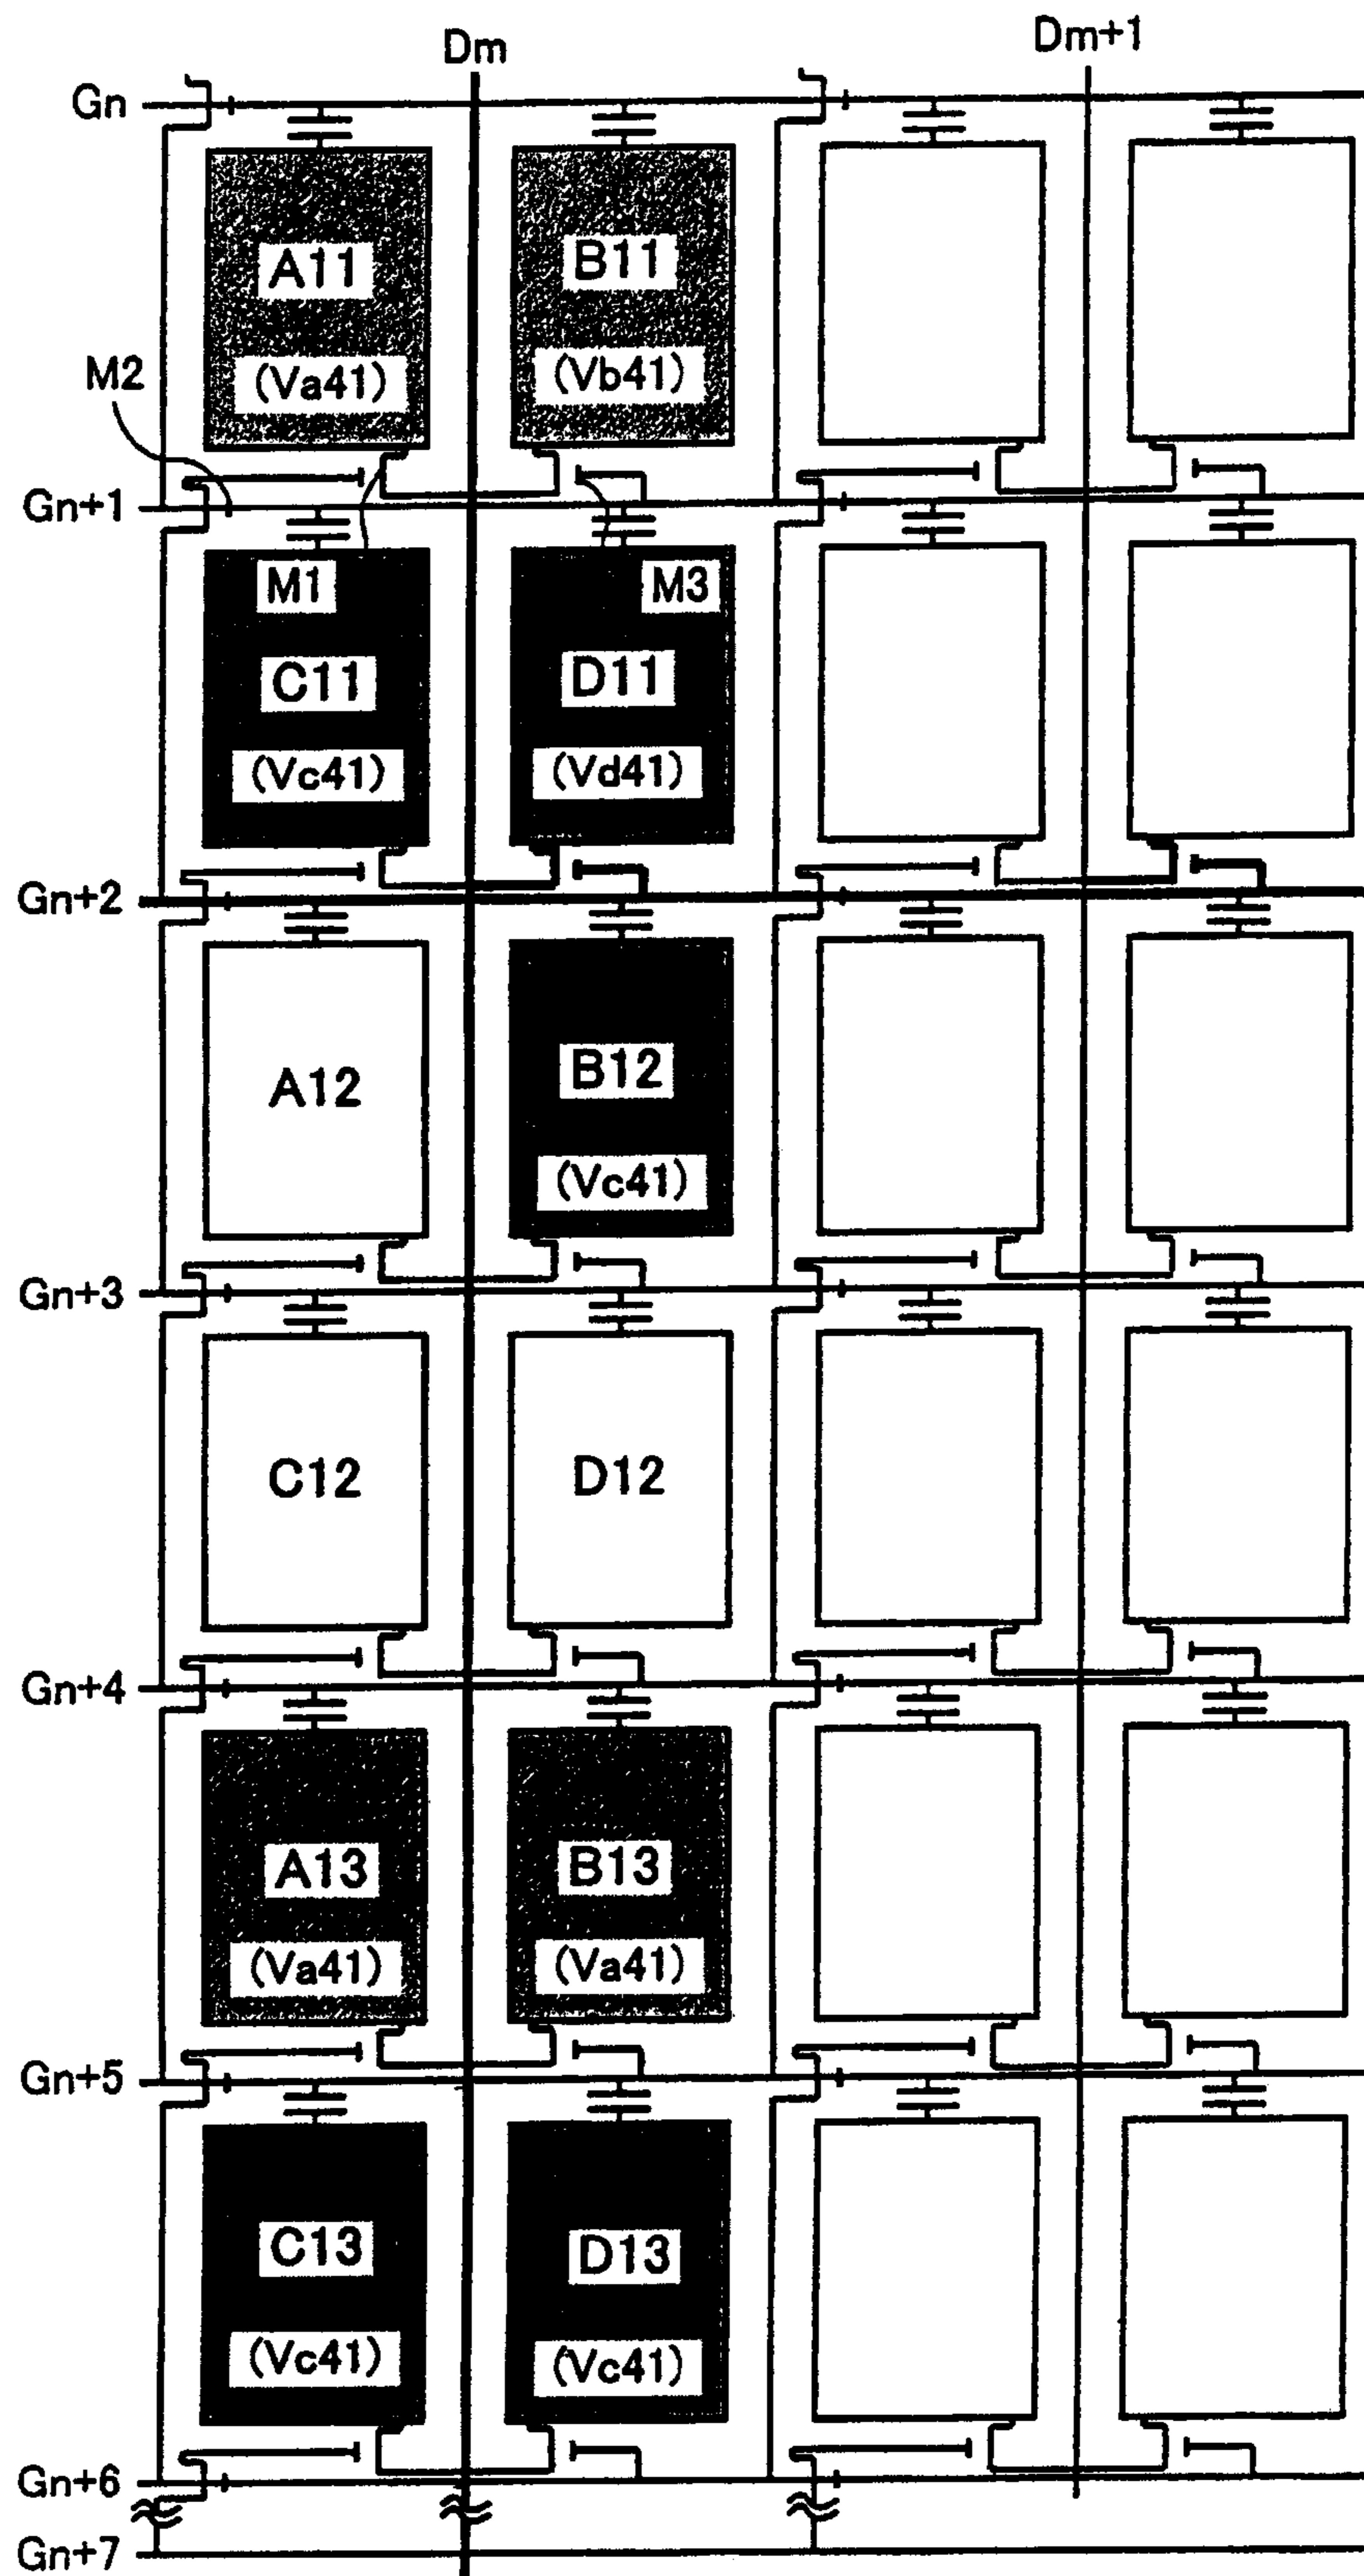 Dm
Dm+1
Gn
A11
B11
(Va41)
(Vb41)
M2
Gn+1
M1
M3
C11
D11
(Vc41)
(Vd41)
Gn+2
A12
B12
(Vc41)
Gn+3
C12
D12
Gn+4
A13
B13
(Va41)
(Va41)
Gn+5
C13
D13
(Vc41)
(Vc41)
Gn+6
Gn+7